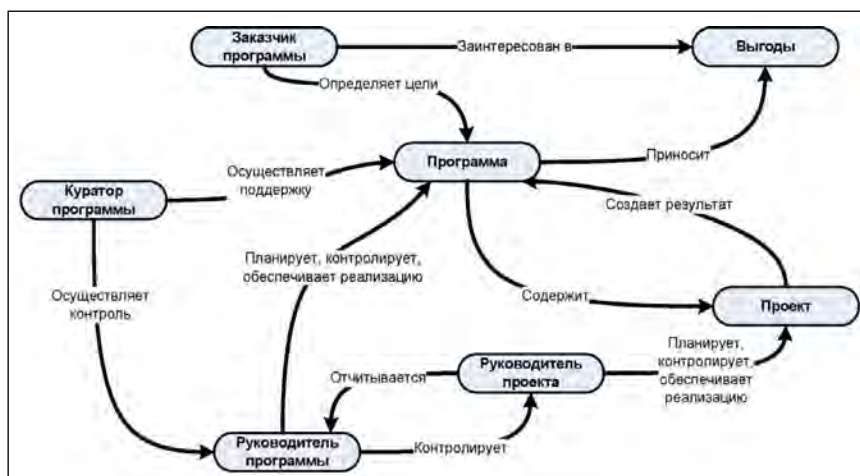 Заказчик
программы
Заинтересован в
Выгоды
Определяет цели
Осуществляет
поддержку
Программа
Приносит
Куратор
программы
Создает результат
Планирует, контролирует,
обеспечивает реализацию
Осуществляет
контроль
Содержит
Проект
Руководитель
проекта
Планирует,
контролирует,
обеспечивает
реализацию
Отчитывается
Руководитель
программы
Контролирует